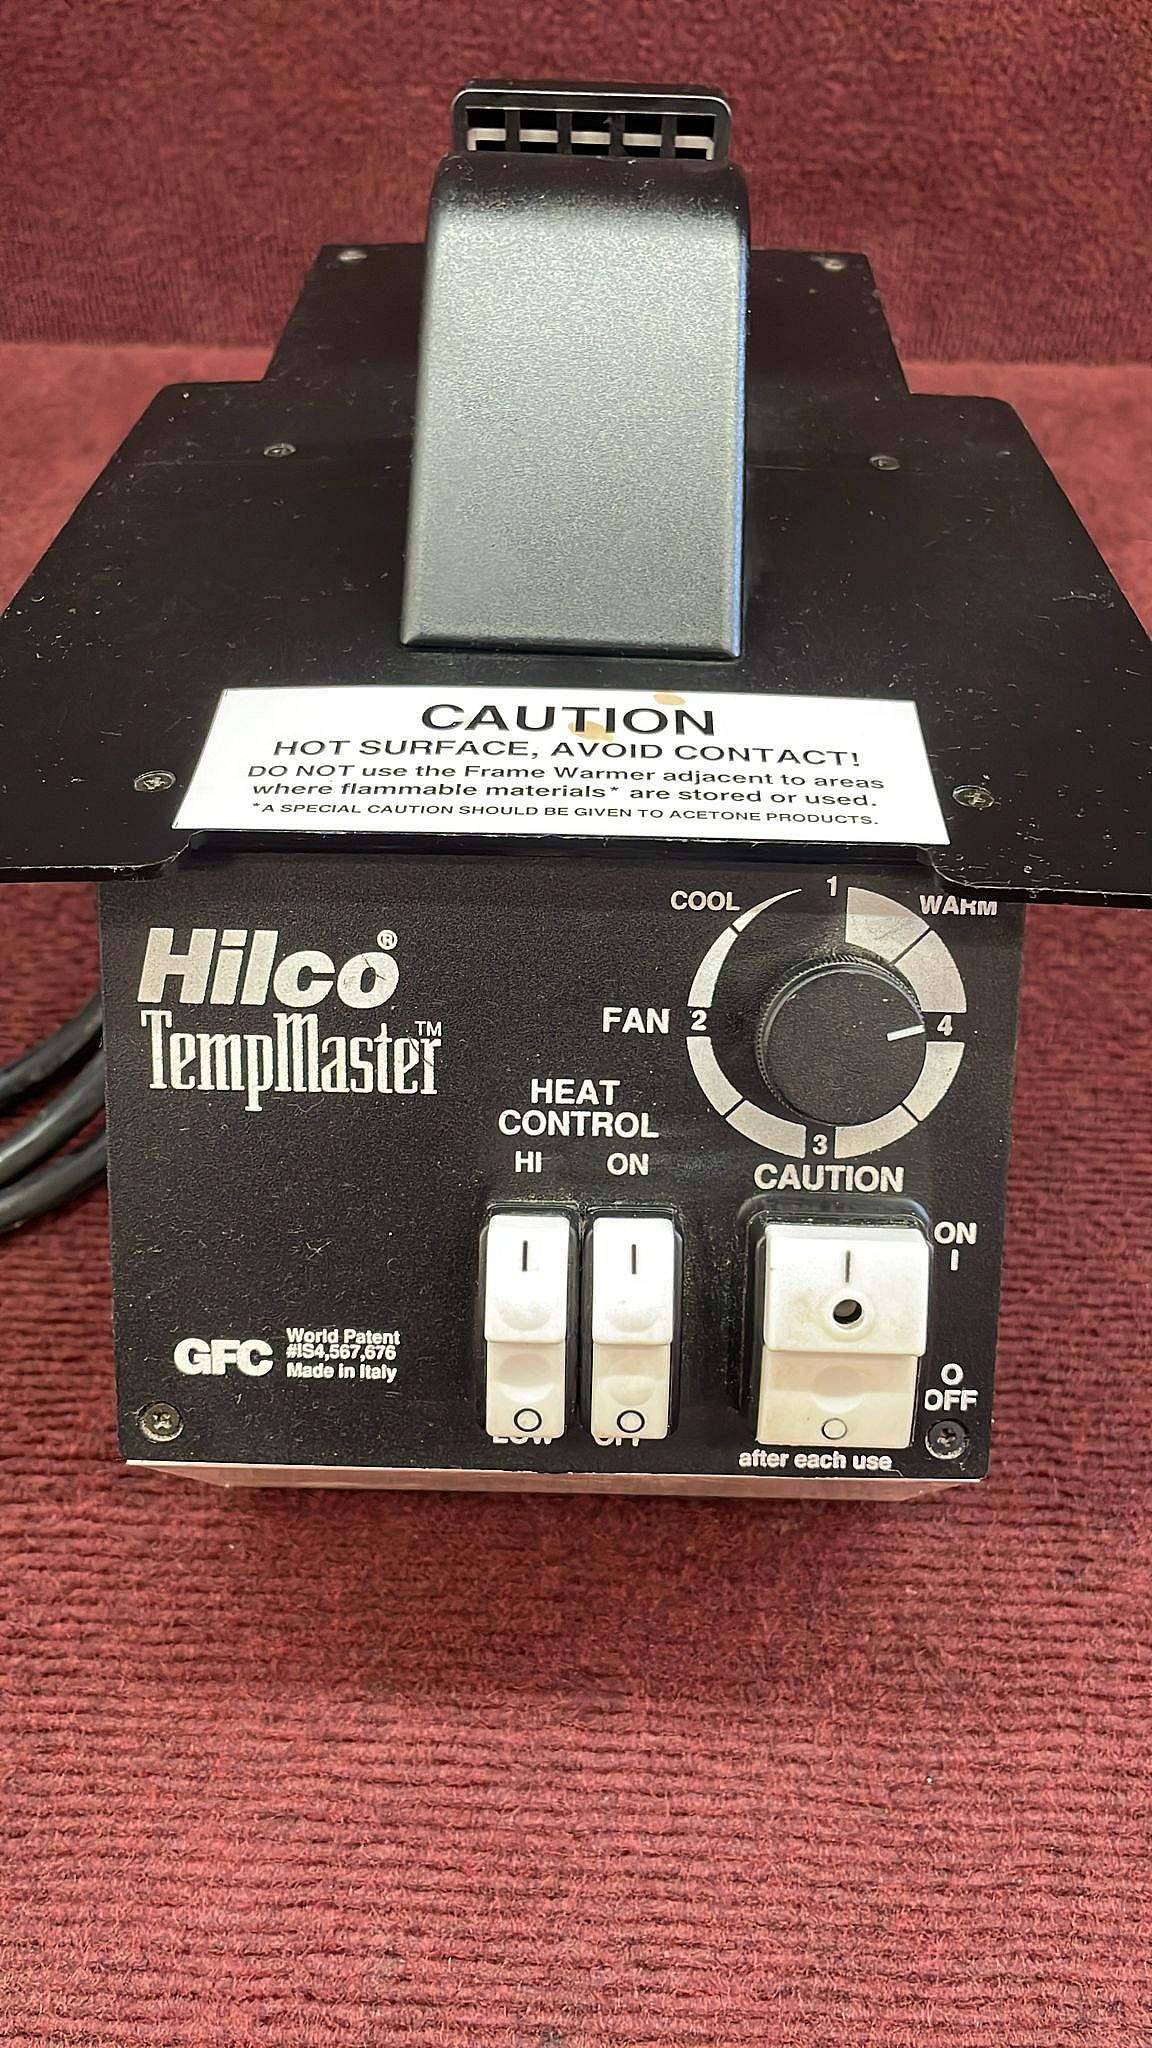 CAUTION
HOT SURFACE, AVOID CONTACT!
DO NOT use the Frame Warmer adjacent to areas
where flammable materials* are stored or used.
*A SPECIAL CAUTION SHOULD BE GIVEN TO ACETONE PRODUCTS.
Hilco®
TempMaster™
COOL 1 WARM
FAN 2 4
3
CAUTION
HEAT
CONTROL
HI ON
ON
I
I I I
O
OFF
O O O
LOW OFF
after each use
GFC World Patent
#IS4,567,676
Made in Italy